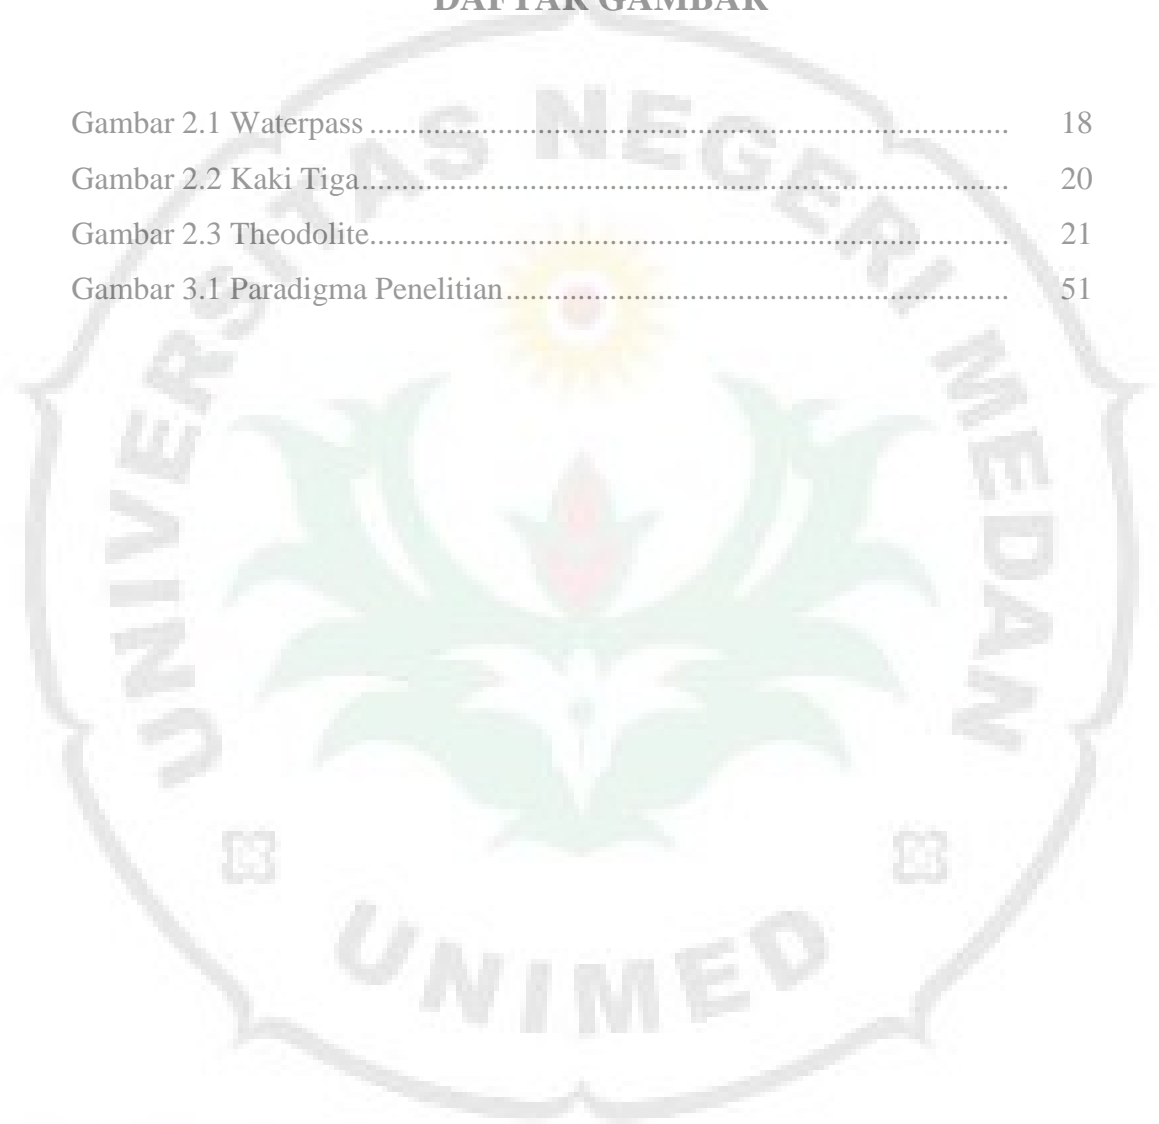 DAFTAR GAMBAR
Gambar 2.1 Waterpass ................................................................................ 18
Gambar 2.2 Kaki Tiga................................................................................. 20
Gambar 2.3 Theodolite................................................................................ 21
Gambar 3.1 Paradigma Penelitian............................................................... 51
UNIVERSITAS NEGERI MEDAN
UNIMED